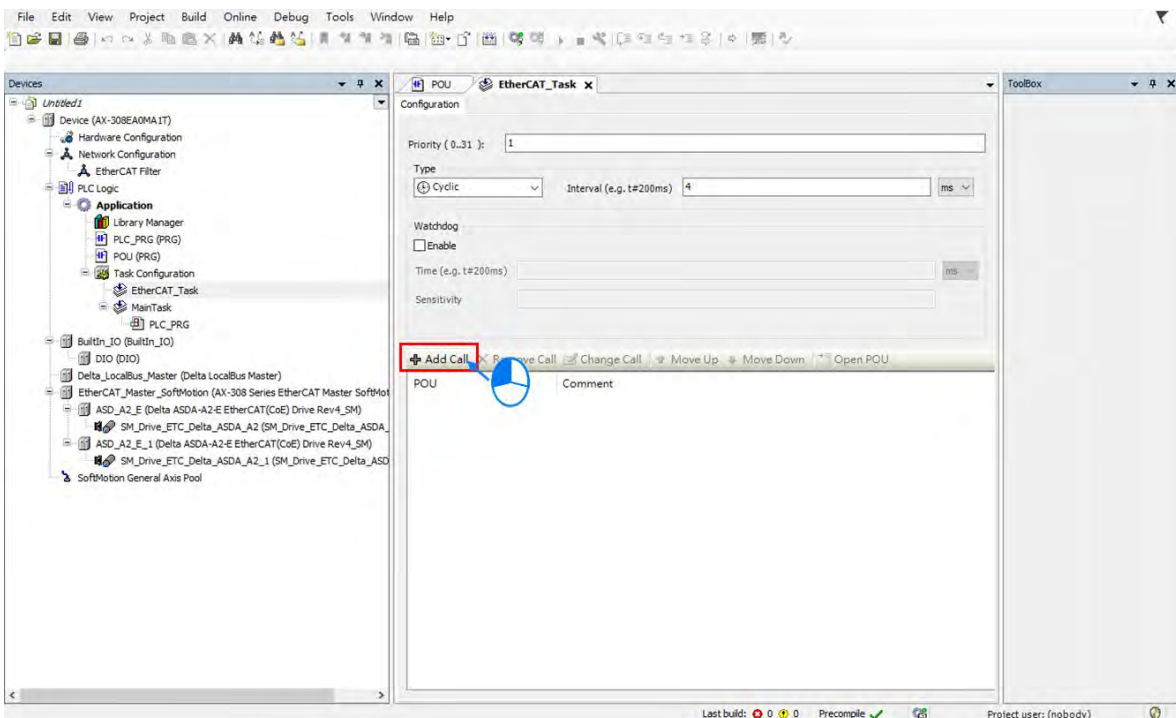 File Edit View Project Build Online Debug Tools Window Help
Devices
Untitled1
Device (AX-308EA0MA1T)
Hardware Configuration
Network Configuration
EtherCAT Filter
PLC Logic
Application
Library Manager
PLC_PRG (PRG)
POU (PRG)
Task Configuration
EtherCAT_Task
MainTask
PLC_PRG
BuiltIn_IO (BuiltIn_IO)
DIO (DIO)
Delta_LocalBus_Master (Delta LocalBus Master)
EtherCAT_Master_SoftMotion (AX-308 Series EtherCAT Master SoftMot
ASD_A2_E (Delta ASDA-A2-E EtherCAT(CoE) Drive Rev4_SM)
SM_Drive_ETC_Delta_ASDA_A2 (SM_Drive_ETC_Delta_ASDA_
ASD_A2_E_1 (Delta ASDA-A2-E EtherCAT(CoE) Drive Rev4_SM)
SM_Drive_ETC_Delta_ASDA_A2_1 (SM_Drive_ETC_Delta_ASD
SoftMotion General Axis Pool
POU EtherCAT_Task X
Configuration
Priority ( 0..31 ): 1
Type
Cyclic Interval (e.g. t#200ms) 4 ms
Watchdog
Enable
Time (e.g. t#200ms) ms
Sensitivity
Add Call Remove Call Change Call Move Up Move Down Open POU
POU Comment
ToolBox
Last build: 0 0 Precompile Project user: (nobody)